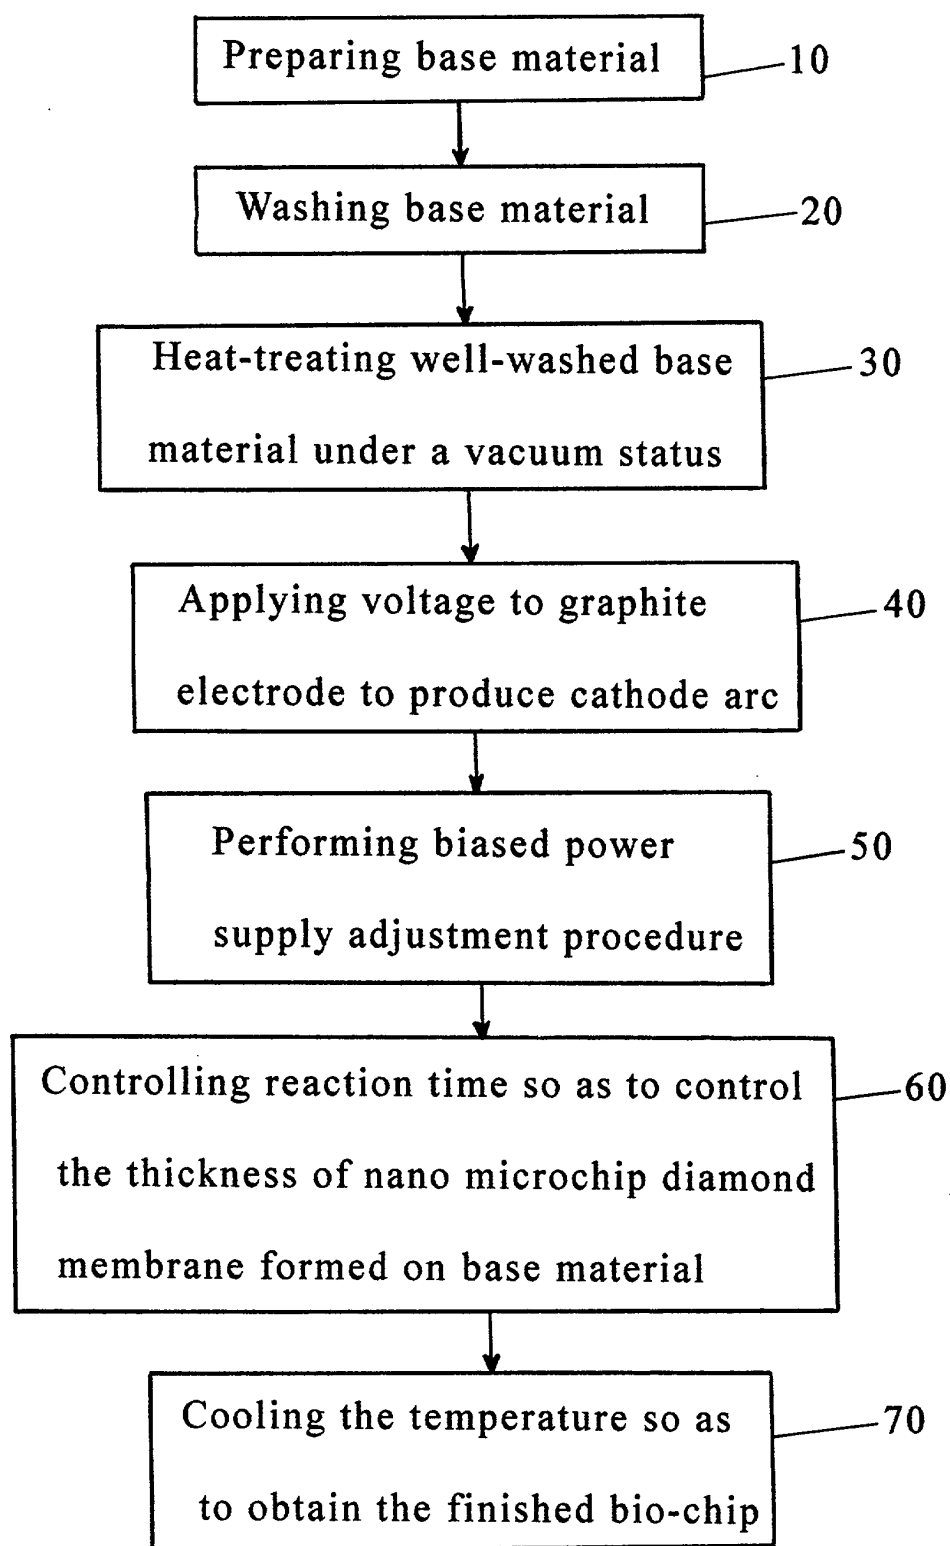 Preparing base material
10
Washing base material
20
Heat-treating well-washed base
30
material under a vacuum status
Applying voltage to graphite
40
electrode to produce cathode arc
Performing biased power
50
supply adjustment procedure
Controlling reaction time so as to control
60
the thickness of nano microchip diamond
membrane formed on base material
Cooling the temperature so as
70
to obtain the finished bio-chip